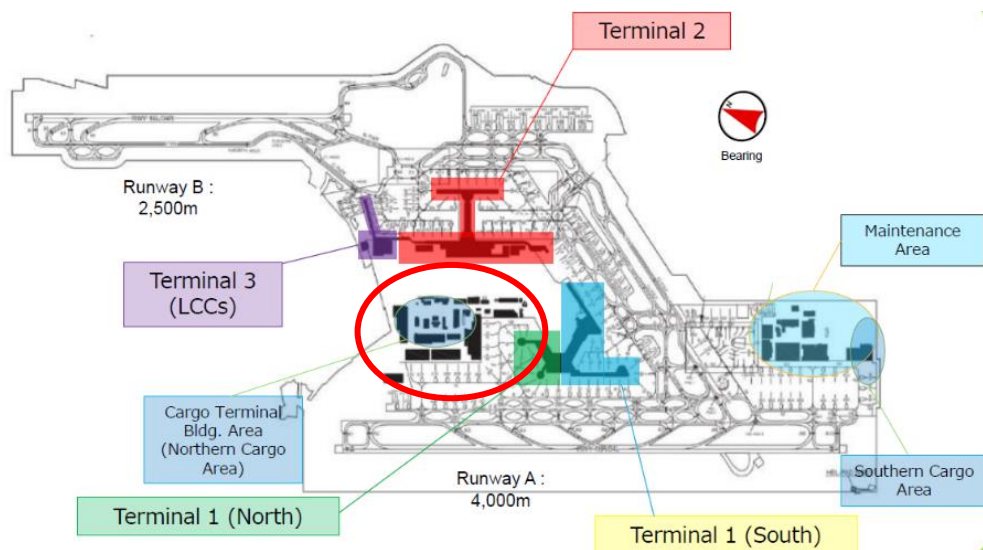 Terminal 2
N
Bearing
Runway B :
2,500m
Maintenance
Area
Terminal 3
(LCCs)
Cargo Terminal
Bldg. Area
(Northern Cargo
Area)
Runway A :
4,000m
Southern Cargo
Area
Terminal 1 (North)
Terminal 1 (South)